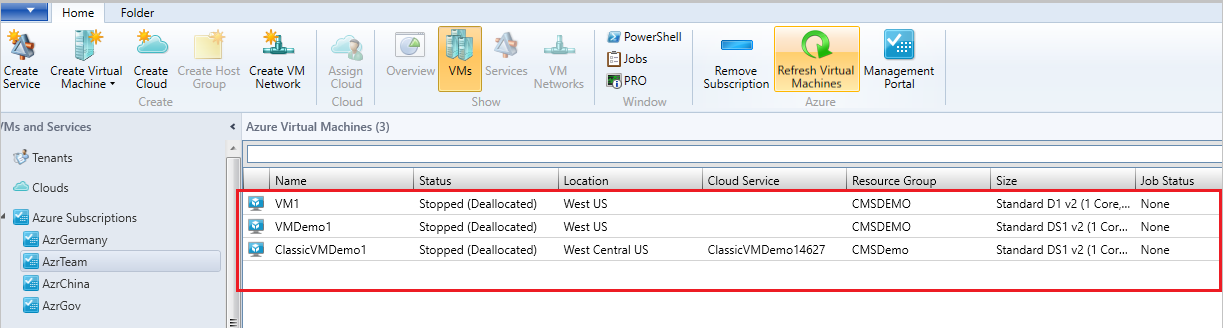 Home Folder
Create Service
Create Virtual Machine
Create Cloud
Create Host Group
Create VM Network
Create
Assign Cloud
Cloud
Overview
VMs
Services
VM Networks
Show
PowerShell
Jobs
PRO
Window
Remove Subscription
Refresh Virtual Machines
Management Portal
Azure
VMs and Services
Azure Virtual Machines (3)
Tenants
Clouds
Azure Subscriptions
AzrGermany
AzrTeam
AzrChina
AzrGov
Name Status Location Cloud Service Resource Group Size Job Status
VM1 Stopped (Deallocated) West US CMSDEMO Standard D1 v2 (1 Core,... None
VMDemo1 Stopped (Deallocated) West US CMSDEMO Standard DS1 v2 (1 Cor... None
ClassicVMDemo1 Stopped (Deallocated) West Central US ClassicVMDemo14627 CMSDemo Standard DS1 v2 (1 Cor... None